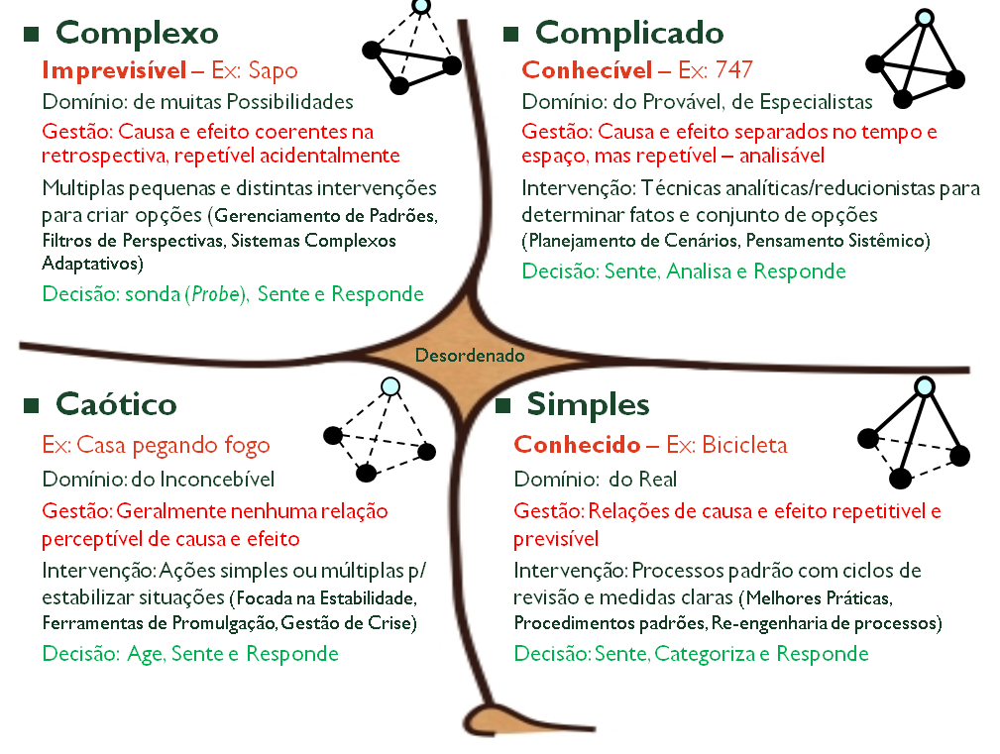 Complexo
Imprevisível – Ex: Sapo
Domínio: de muitas Possibilidades
Gestão: Causa e efeito coerentes na
retrospectiva, repetível acidentalmente
Multiplas pequenas e distintas intervenções
para criar opções (Gerenciamento de Padrões,
Filtros de Perspectivas, Sistemas Complexos
Adaptativos)
Decisão: sonda (Probe), Sente e Responde
Complicado
Conhecível – Ex: 747
Domínio: do Provável, de Especialistas
Gestão: Causa e efeito separados no tempo e
espaço, mas repetível – analisável
Intervenção: Técnicas analíticas/reducionistas para
determinar fatos e conjunto de opções
(Planejamento de Cenários, Pensamento Sistêmico)
Decisão: Sente, Analisa e Responde
Desordenado
Caótico
Ex: Casa pegando fogo
Domínio: do Inconcebível
Gestão: Geralmente nenhuma relação
perceptível de causa e efeito
Intervenção: Ações simples ou múltiplas p/
estabilizar situações (Focada na Estabilidade,
Ferramentas de Promulgação, Gestão de Crise)
Decisão: Age, Sente e Responde
Simples
Conhecido – Ex: Bicicleta
Domínio: do Real
Gestão: Relações de causa e efeito repetitivel e
previsível
Intervenção: Processos padrão com ciclos de
revisão e medidas claras (Melhores Práticas,
Procedimentos padrões, Re-engenharia de processos)
Decisão: Sente, Categoriza e Responde